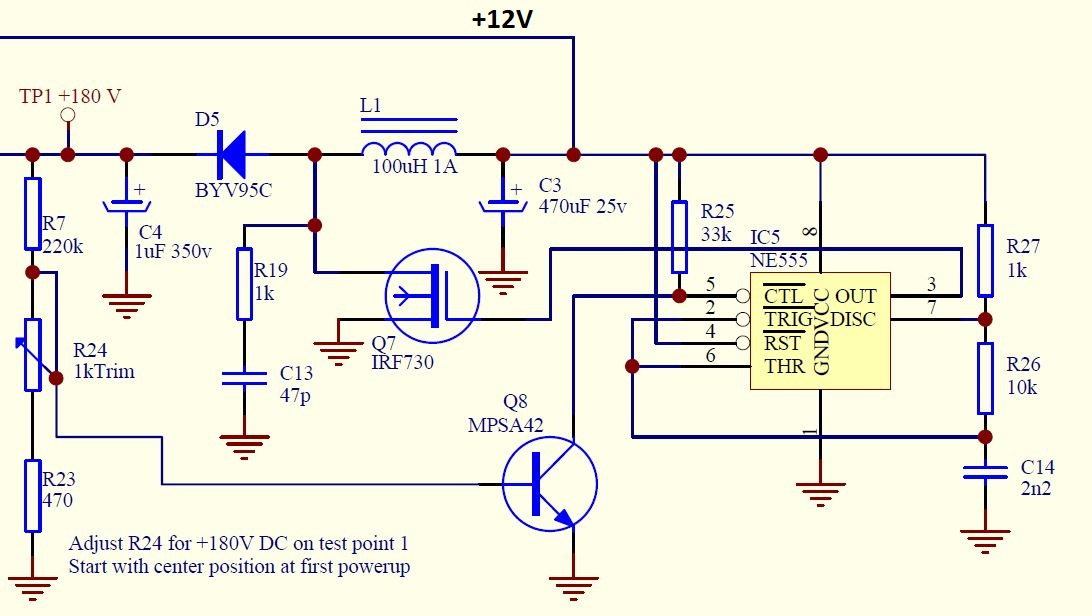 +12V
TP1 +180 V
L1
D5
100uH 1A
BYV95C
C3
470uF 25v
R7
220k
C4
1uF 350v
R25
33k
IC5
NE555
8
R27
1k
R19
1k
5
CTL
OUT
3
2
TRIG
VCC
DISC
7
4
RST
6
THR
GND
1
Q7
IRF730
R24
1kTrim
R26
10k
C13
47p
Q8
MPSA42
R23
470
C14
2n2
Adjust R24 for +180V DC on test point 1
Start with center position at first powerup